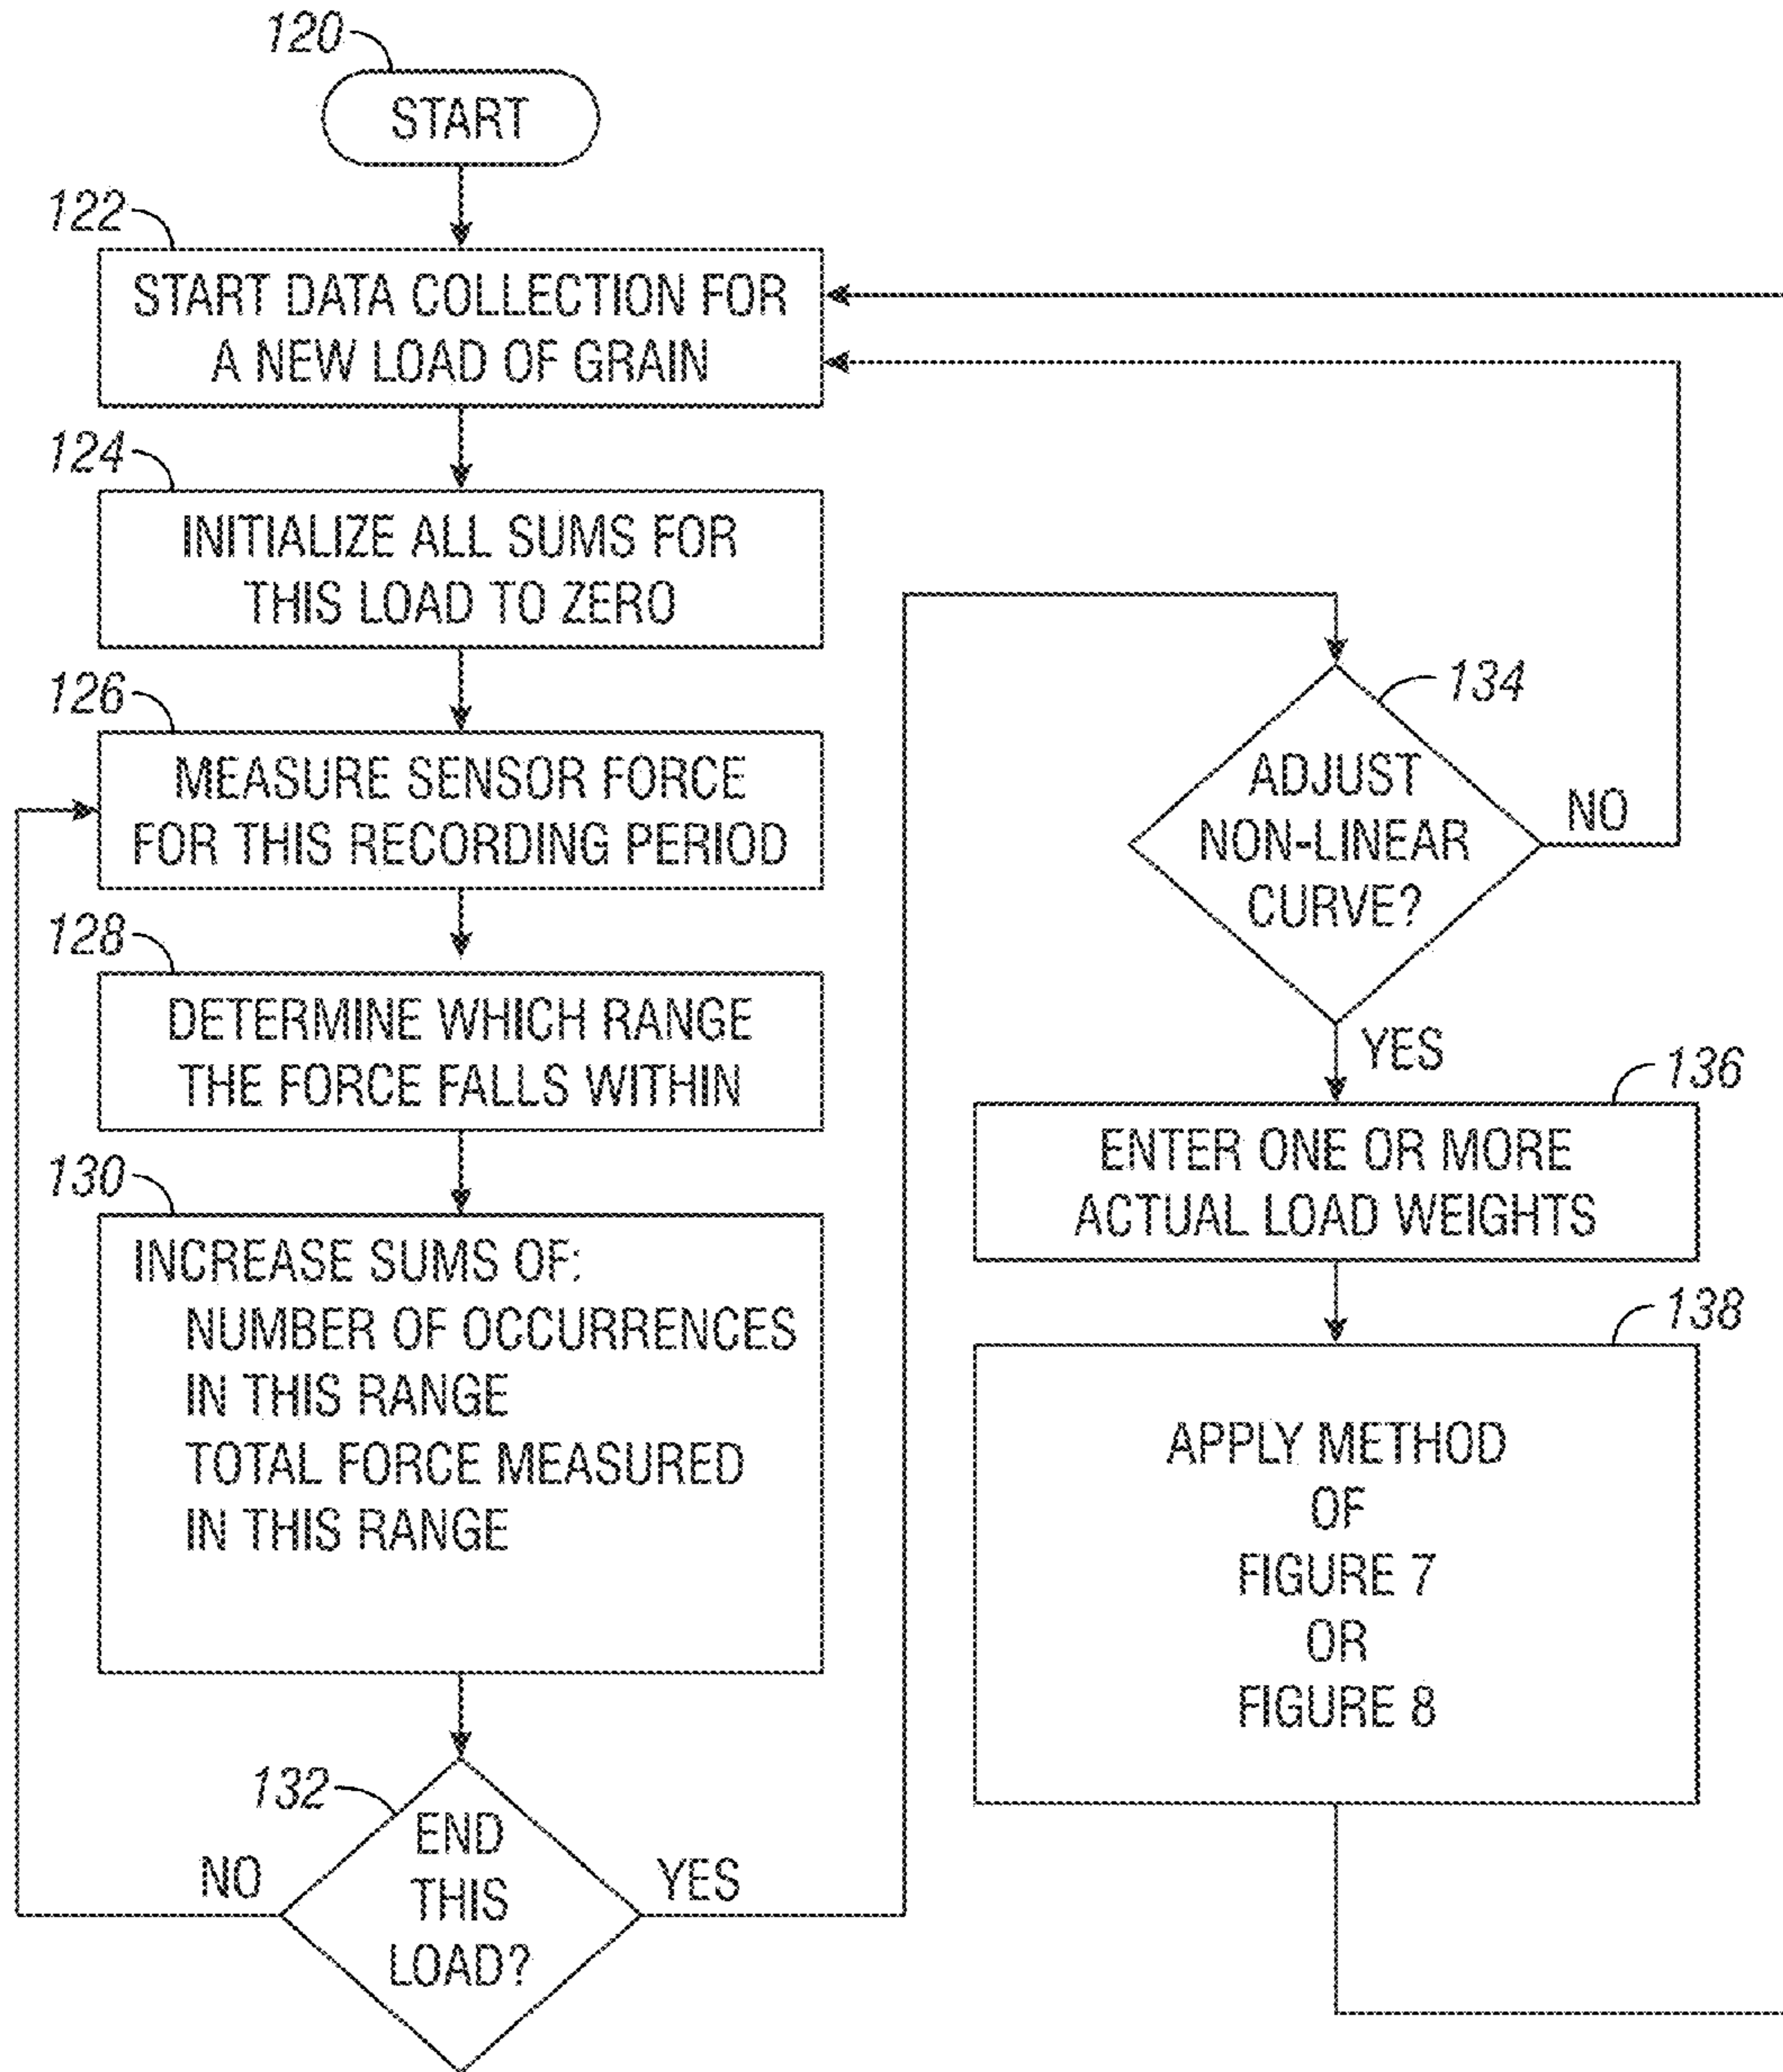 120
START
122
START DATA COLLECTION FOR
A NEW LOAD OF GRAIN
124
INITIALIZE ALL SUMS FOR
THIS LOAD TO ZERO
126
MEASURE SENSOR FORCE
FOR THIS RECORDING PERIOD
128
DETERMINE WHICH RANGE
THE FORCE FALLS WITHIN
130
INCREASE SUMS OF:
NUMBER OF OCCURRENCES
IN THIS RANGE
TOTAL FORCE MEASURED
IN THIS RANGE
132
END
THIS
LOAD?
NO
YES
134
ADJUST
NON-LINEAR
CURVE?
NO
YES
136
ENTER ONE OR MORE
ACTUAL LOAD WEIGHTS
138
APPLY METHOD
OF
FIGURE 7
OR
FIGURE 8